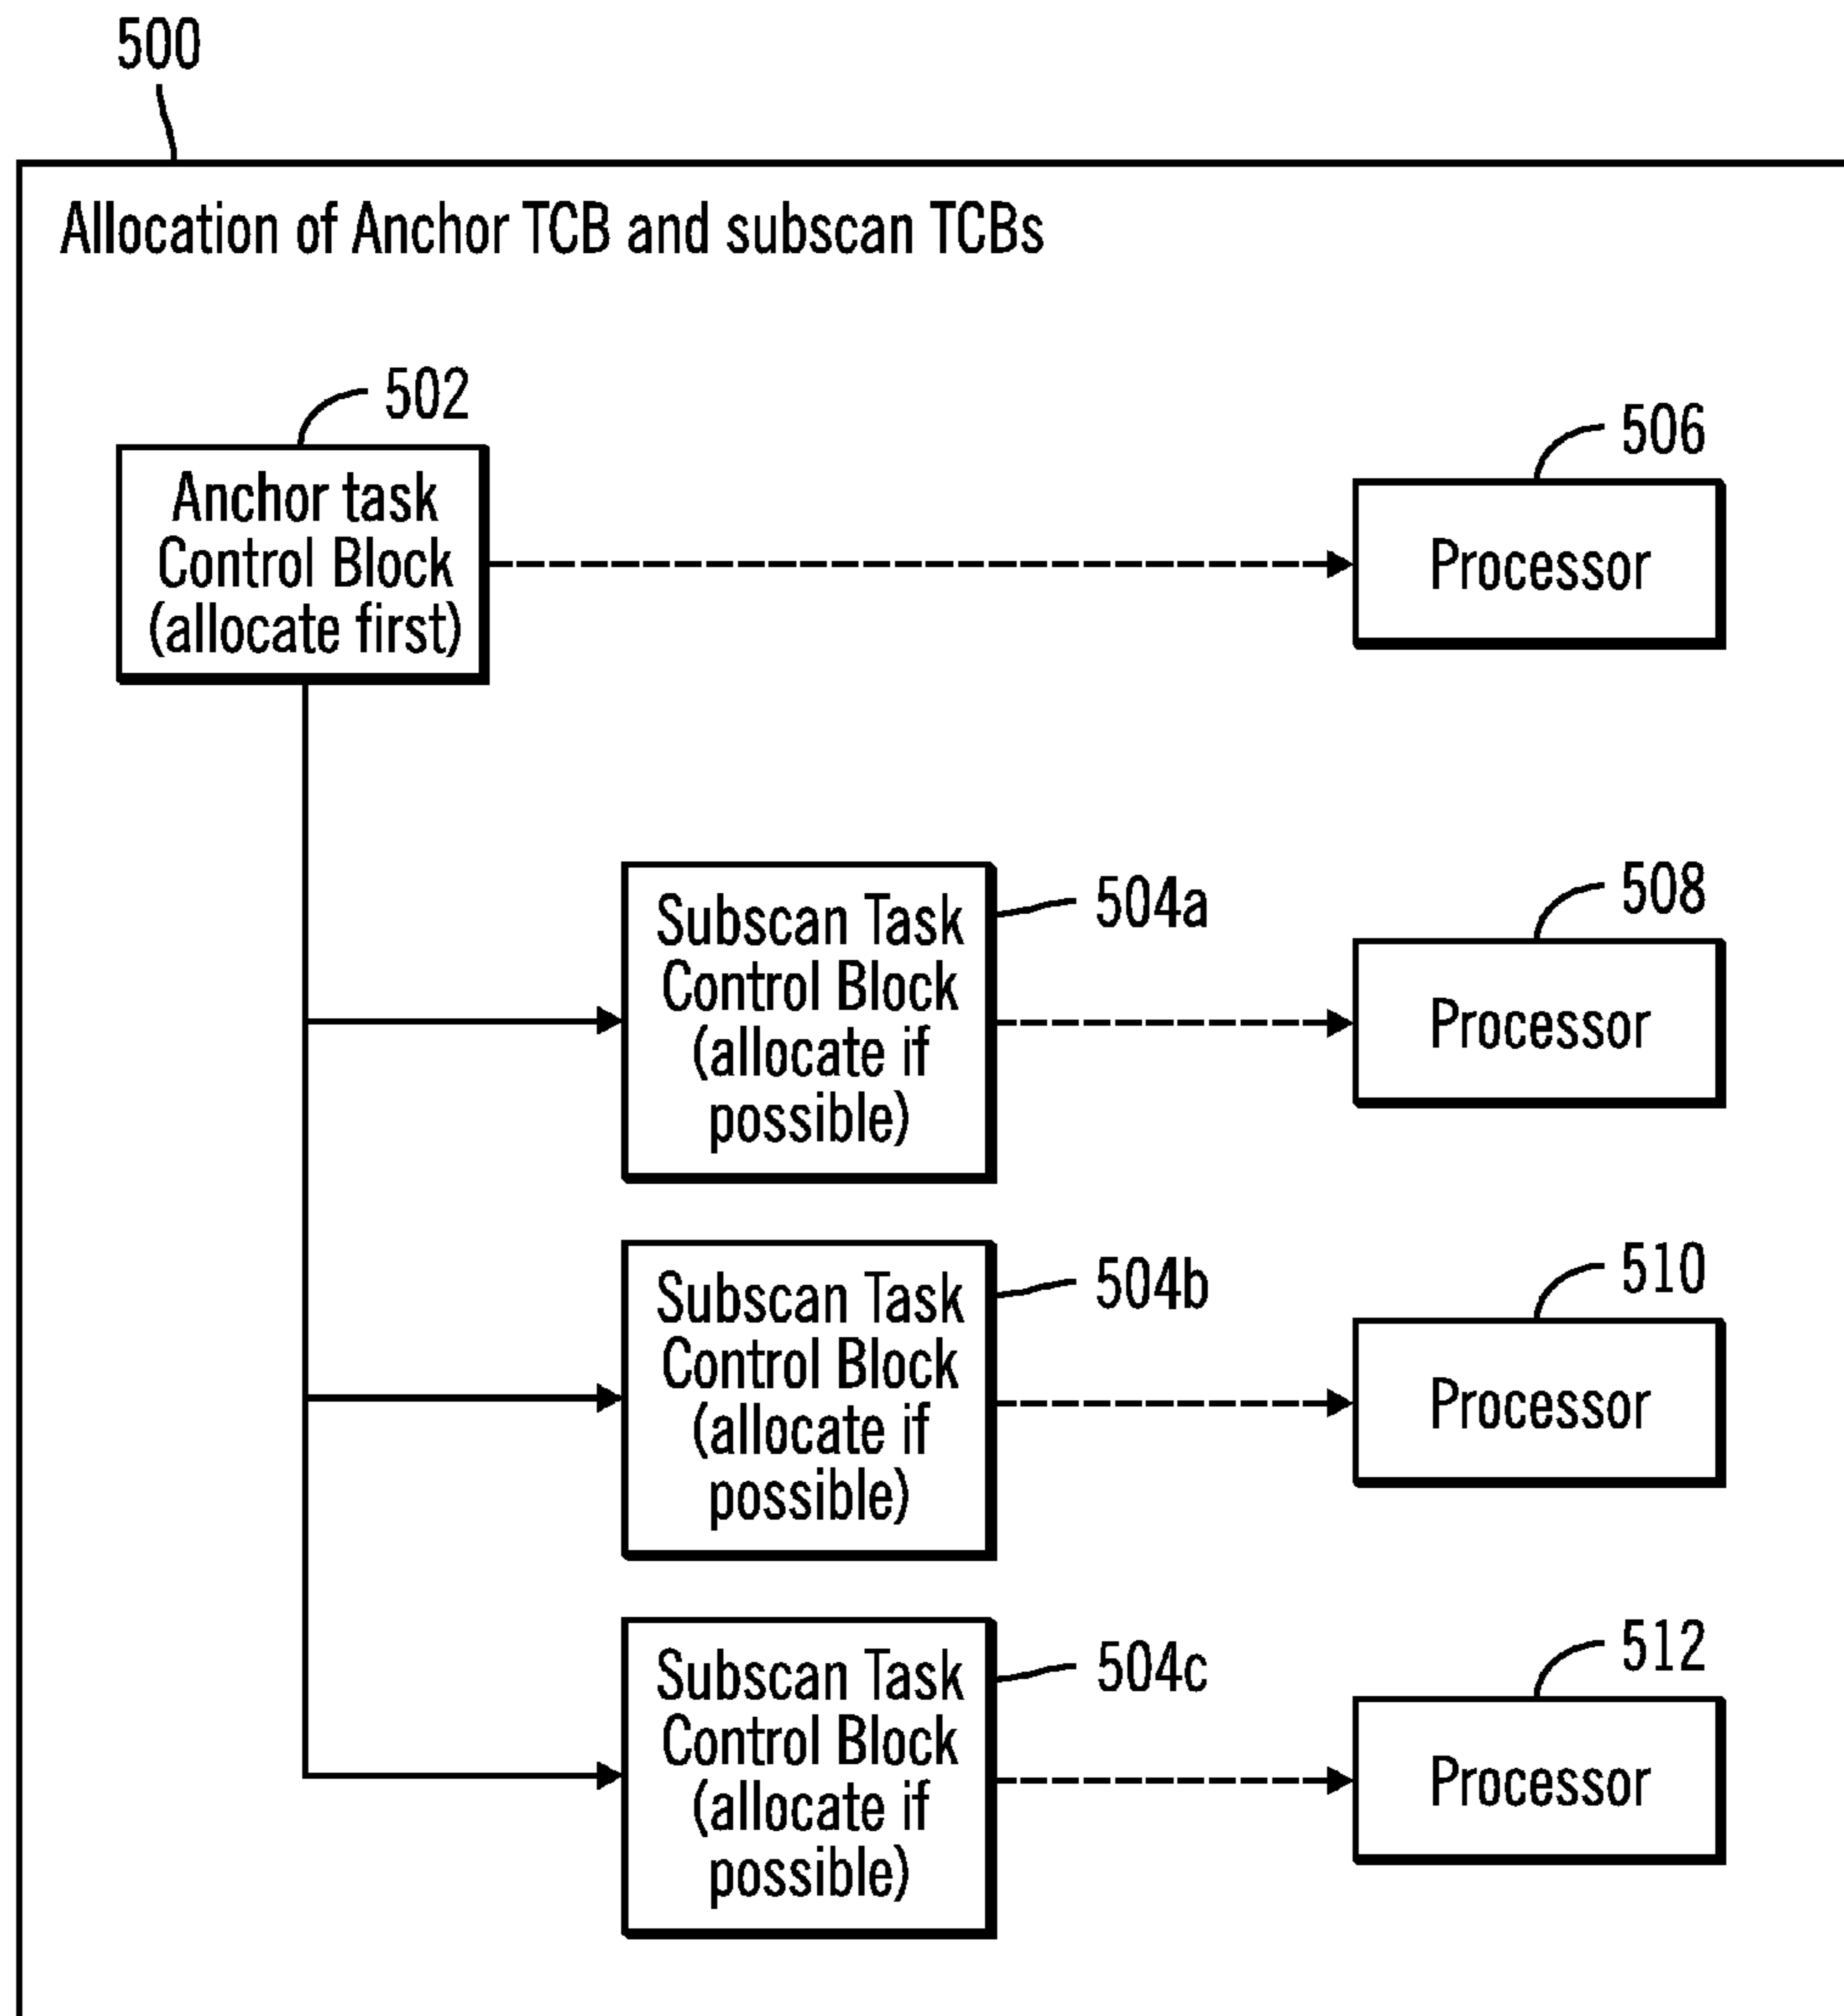 500
Allocation of Anchor TCB and subscan TCBs
502
Anchor task
Control Block
(allocate first)
506
Processor
504a
Subscan Task
Control Block
(allocate if
possible)
508
Processor
504b
Subscan Task
Control Block
(allocate if
possible)
510
Processor
504c
Subscan Task
Control Block
(allocate if
possible)
512
Processor